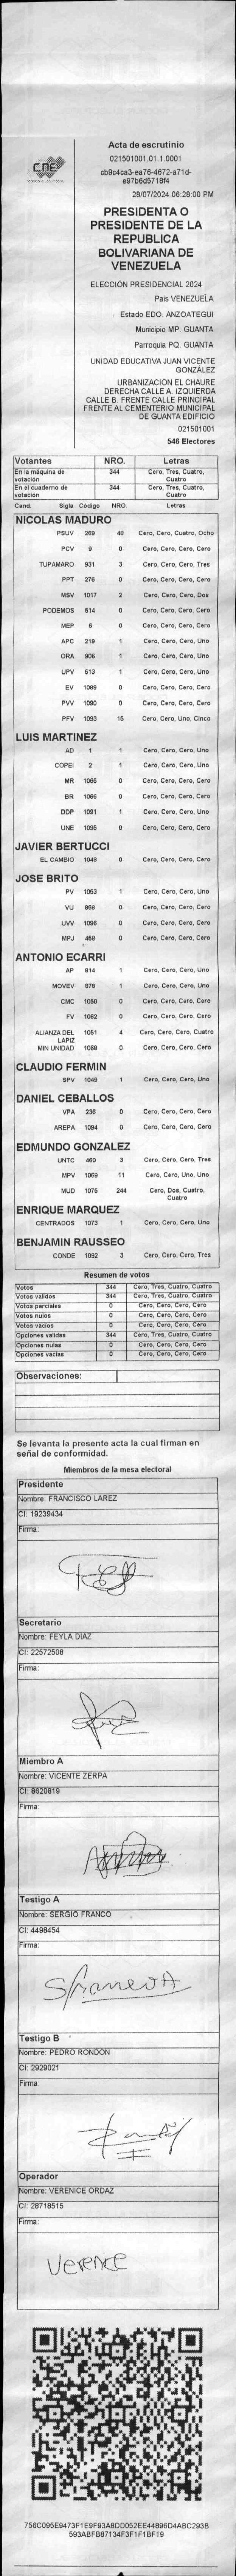 CNE
Acta de escrutinio
021501001.01.1.0001
cb9c4ca3-ea76-4672-a71d-
e97b6d5718f4
28/07/2024 06:28:00 PM
PRESIDENTA O
PRESIDENTE DE LA
REPUBLICA
BOLIVARIANA DE
VENEZUELA
ELECCIÓN PRESIDENCIAL 2024
Pais VENEZUELA
Estado EDO. ANZOATEGUI
Municipio MP. GUANTA
Parroquia PQ. GUANTA
UNIDAD EDUCATIVA JUAN VICENTE
GONZÁLEZ
URBANIZACIÓN EL CHAURE
DERECHA CALLE A. IZQUIERDA
CALLE B. FRENTE CALLE PRINCIPAL
FRENTE AL CEMENTERIO MUNICIPAL
DE GUANTA EDIFICIO
021501001
546 Electores
Votantes NRO. Letras
En la máquina de votación 344 Cero, Tres, Cuatro, Cuatro
En el cuaderno de votación 344 Cero, Tres, Cuatro, Cuatro
Cand. Sigla Código NRO. Letras
NICOLAS MADURO
PSUV 269 48 Cero, Cero, Cuatro, Ocho
PCV 9 0 Cero, Cero, Cero, Cero
TUPAMARO 931 3 Cero, Cero, Cero, Tres
PPT 276 0 Cero, Cero, Cero, Cero
MSV 1017 2 Cero, Cero, Cero, Dos
PODEMOS 514 0 Cero, Cero, Cero, Cero
MEP 6 0 Cero, Cero, Cero, Cero
APC 219 1 Cero, Cero, Cero, Uno
ORA 906 1 Cero, Cero, Cero, Uno
UPV 513 1 Cero, Cero, Cero, Uno
EV 1089 0 Cero, Cero, Cero, Cero
PVV 1090 0 Cero, Cero, Cero, Cero
PFV 1093 15 Cero, Cero, Uno, Cinco
LUIS MARTINEZ
AD 1 1 Cero, Cero, Cero, Uno
COPEI 2 1 Cero, Cero, Cero, Uno
MR 1065 0 Cero, Cero, Cero, Cero
BR 1066 0 Cero, Cero, Cero, Cero
DDP 1091 1 Cero, Cero, Cero, Uno
UNE 1095 0 Cero, Cero, Cero, Cero
JAVIER BERTUCCI
EL CAMBIO 1049 0 Cero, Cero, Cero, Cero
JOSE BRITO
PV 1053 1 Cero, Cero, Cero, Uno
VU 868 0 Cero, Cero, Cero, Cero
UVV 1096 0 Cero, Cero, Cero, Cero
MPJ 458 0 Cero, Cero, Cero, Cero
ANTONIO ECARRI
AP 814 1 Cero, Cero, Cero, Uno
MOVEV 878 1 Cero, Cero, Cero, Uno
CMC 1050 0 Cero, Cero, Cero, Cero
FV 1062 0 Cero, Cero, Cero, Cero
ALIANZA DEL LAPIZ 1051 4 Cero, Cero, Cero, Cuatro
MIN UNIDAD 1069 0 Cero, Cero, Cero, Cero
CLAUDIO FERMIN
SPV 1049 1 Cero, Cero, Cero, Uno
DANIEL CEBALLOS
VPA 236 0 Cero, Cero, Cero, Cero
AREPA 1094 0 Cero, Cero, Cero, Cero
EDMUNDO GONZALEZ
UNTC 460 3 Cero, Cero, Cero, Tres
MPV 1069 11 Cero, Cero, Uno, Uno
MUD 1075 244 Cero, Dos, Cuatro,
Cuatro
ENRIQUE MARQUEZ
CENTRADOS 1073 1 Cero, Cero, Cero, Uno
BENJAMIN RAUSSEO
CONDE 1092 3 Cero, Cero, Cero, Tres
Resumen de votos
Votos 344 Cero, Tres, Cuatro, Cuatro
Votos validos 344 Cero, Tres, Cuatro, Cuatro
Votos parciales 0 Cero, Cero, Cero, Cero
Votos nulos 0 Cero, Cero, Cero, Cero
Votos vacios 0 Cero, Cero, Cero, Cero
Opciones validas 344 Cero, Tres, Cuatro, Cuatro
Opciones nulas 0 Cero, Cero, Cero, Cero
Opciones vacias 0 Cero, Cero, Cero, Cero
Observaciones:
Se levanta la presente acta la cual firman en
señal de conformidad.
Miembros de la mesa electoral
Presidente
Nombre: FRANCISCO LAREZ
CI: 19239434
Firma:
Secretario
Nombre: FEYLA DIAZ
CI: 22572508
Firma:
Miembro A
Nombre: VICENTE ZERPA
CI: 8620819
Firma:
Testigo A
Nombre: SERGIO FRANCO
CI: 4498454
Firma:
Testigo B
Nombre: PEDRO RONDON
CI: 2929021
Firma:
Operador
Nombre: VERENICE ORDAZ
CI: 28718515
Firma:
Verence
756C095E9473F1E9F93A8DD052EE44896D4ABC293B
593ABFB87134F3F1F1BF19